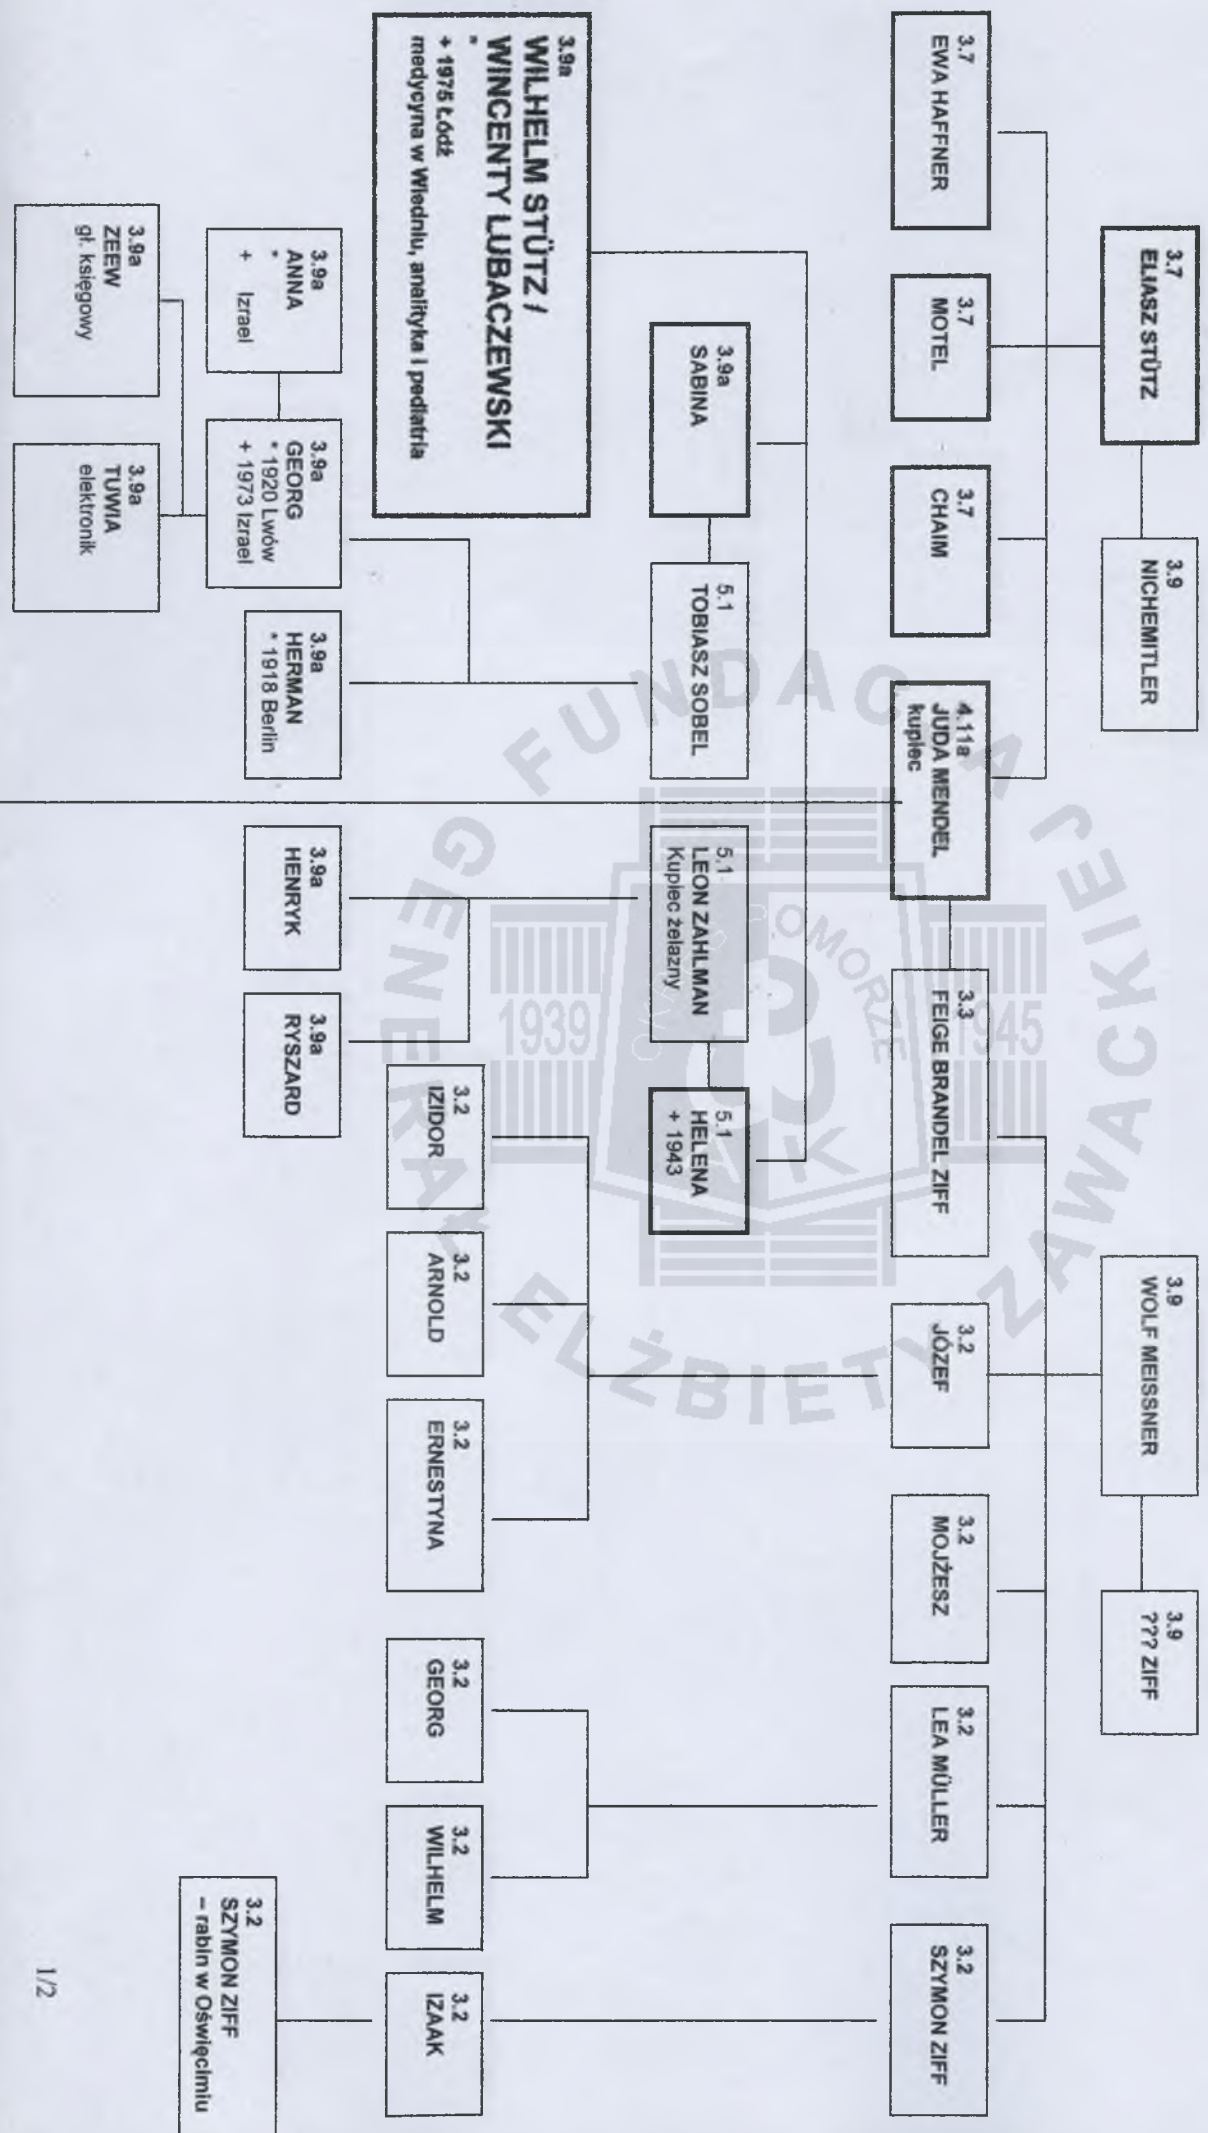 3.7
ELIASZ STÜTZ
3.9
NICHEMITLER
3.9
WOLF MEISSNER
3.9
??? ZIFF
3.7
EWA HAFFNER
3.7
MOTEL
3.7
CHAIM
4.11a
JUDA MENDEL
kupiec
3.3
FEIGE BRANDEL ZIFF
3.2
JÓZEF
3.2
MOJŻESZ
3.2
LEA MÜLLER
3.2
SZYMON ZIFF
3.9a
SABINA
5.1
TOBIASZ SOBEL
5.1
LEON ZAHLMAN
Kupiec żelazny
5.1
HELENA
+ 1943
3.9a
WILHELM STÜTZ /
WINCENTY LUBACZEWSKI
*
+ 1975 Łódź
medycyna w Wiedniu, analityka i pediatria
3.2
IZIDOR
3.2
ARNOLD
3.2
ERNESTYNA
3.2
GEORG
3.2
WILHELM
3.2
IZAAK
3.9a
ANNA
*
+ Izrael
3.9a
GEORG
* 1920 Lwów
+ 1973 Izrael
3.9a
HERMAN
* 1918 Berlin
3.9a
HENRYK
3.9a
RYSZARD
3.2
SZYMON ZIFF
– rabin w Oświęcimiu
3.9a
ZEEW
gł. księgowy
3.9a
TUWIA
elektronik
1/2
FUNDACJA GENERAŁ ELŻBIETY ZAWACKIEJ
1939
1945
POMORZE